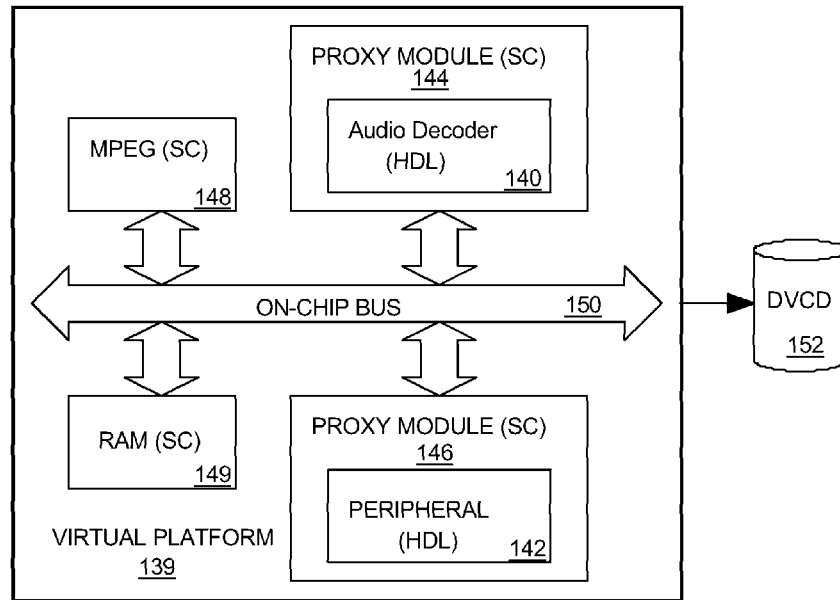 PROXY MODULE (SC)
144
Audio Decoder
(HDL)
140
MPEG (SC)
148
ON-CHIP BUS
150
DVCD
152
RAM (SC)
149
PROXY MODULE (SC)
146
PERIPHERAL
(HDL)
142
VIRTUAL PLATFORM
139